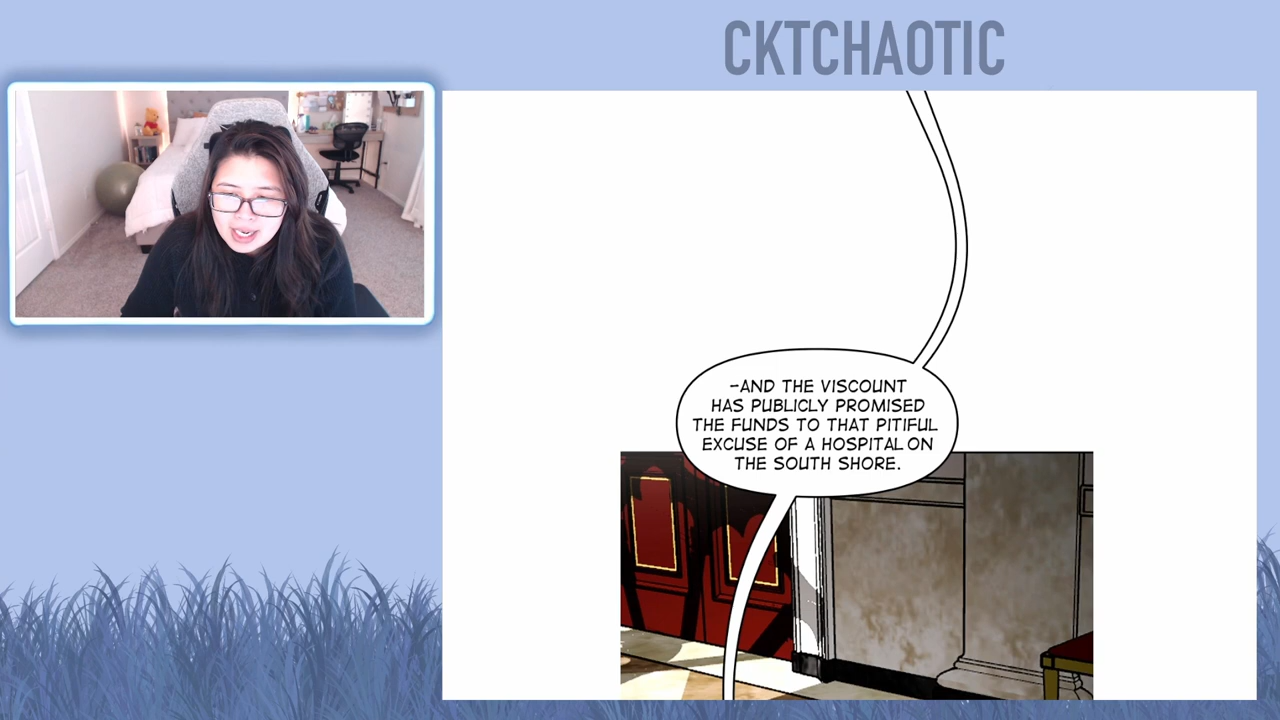 CKTCHAOTIC
-AND THE VISCOUNT
HAS PUBLICLY PROMISED
THE FUNDS TO THAT PITIFUL
EXCUSE OF A HOSPITAL ON
THE SOUTH SHORE.